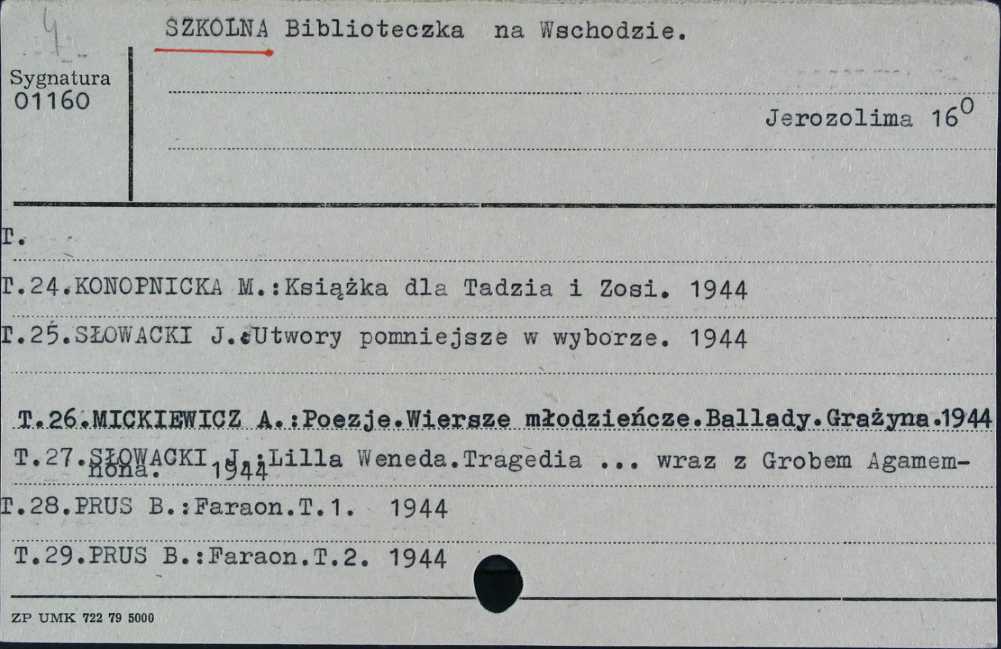 4
SZKOLNA Biblioteczka na Wschodzie.
Sygnatura
01160
Jerozolima 16⁰
T.
T.24.KONOPNICKA M.:Książka dla Tadzia i Zosi. 1944
T.25.SŁOWACKI J.:Utwory pomniejsze w wyborze. 1944
T.26.MICKIEWICZ A.:Poezje.Wiersze młodzieńcze.Ballady.Grażyna.1944
T.27.SŁOWACKI J.:Lilla Weneda.Tragedia ... wraz z Grobem Agamem-
nona. 1944
T.28.PRUS B.:Faraon.T.1. 1944
T.29.PRUS B.:Faraon.T.2. 1944
ZP UMK 722 79 5000